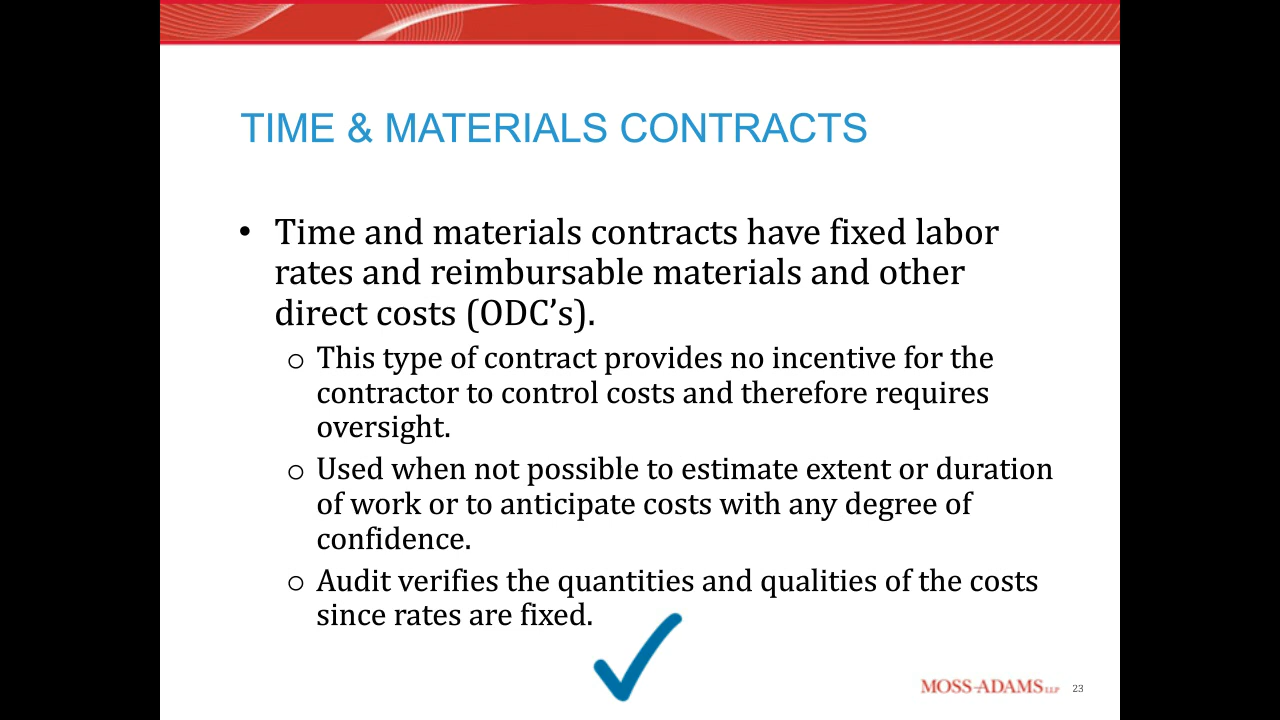 TIME & MATERIALS CONTRACTS
• Time and materials contracts have fixed labor
rates and reimbursable materials and other
direct costs (ODC’s).
o This type of contract provides no incentive for the
contractor to control costs and therefore requires
oversight.
o Used when not possible to estimate extent or duration
of work or to anticipate costs with any degree of
confidence.
o Audit verifies the quantities and qualities of the costs
since rates are fixed.
MOSS-ADAMS LLP 23